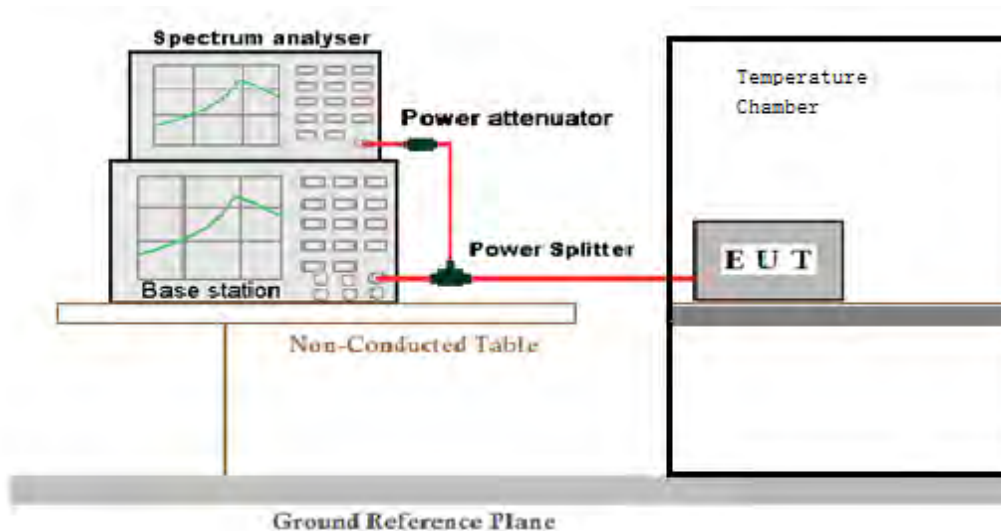 Spectrum analyser
Temperature
Chamber
Power attenuator
Power Splitter
E U T
Base station
Non-Conducted Table
Ground Reference Plane